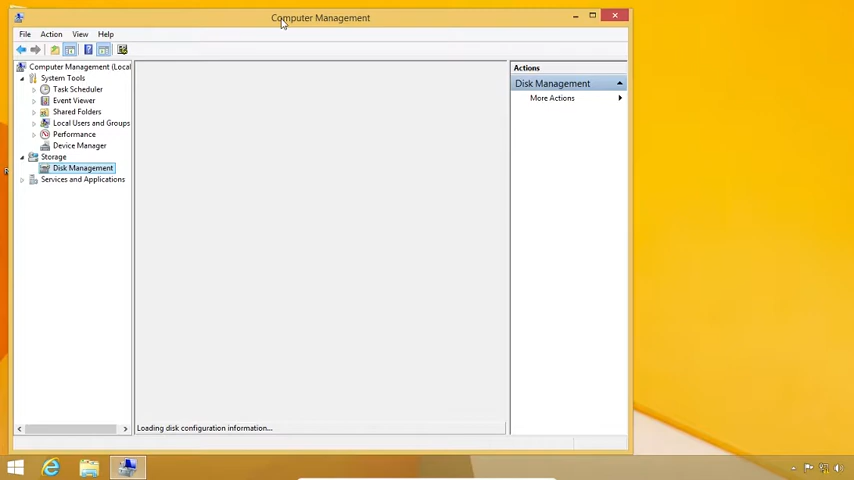 Computer Management
File Action View Help
Computer Management (Local
System Tools
Task Scheduler
Event Viewer
Shared Folders
Local Users and Groups
Performance
Device Manager
Storage
Disk Management
Services and Applications
Loading disk configuration information...
Actions
Disk Management
More Actions